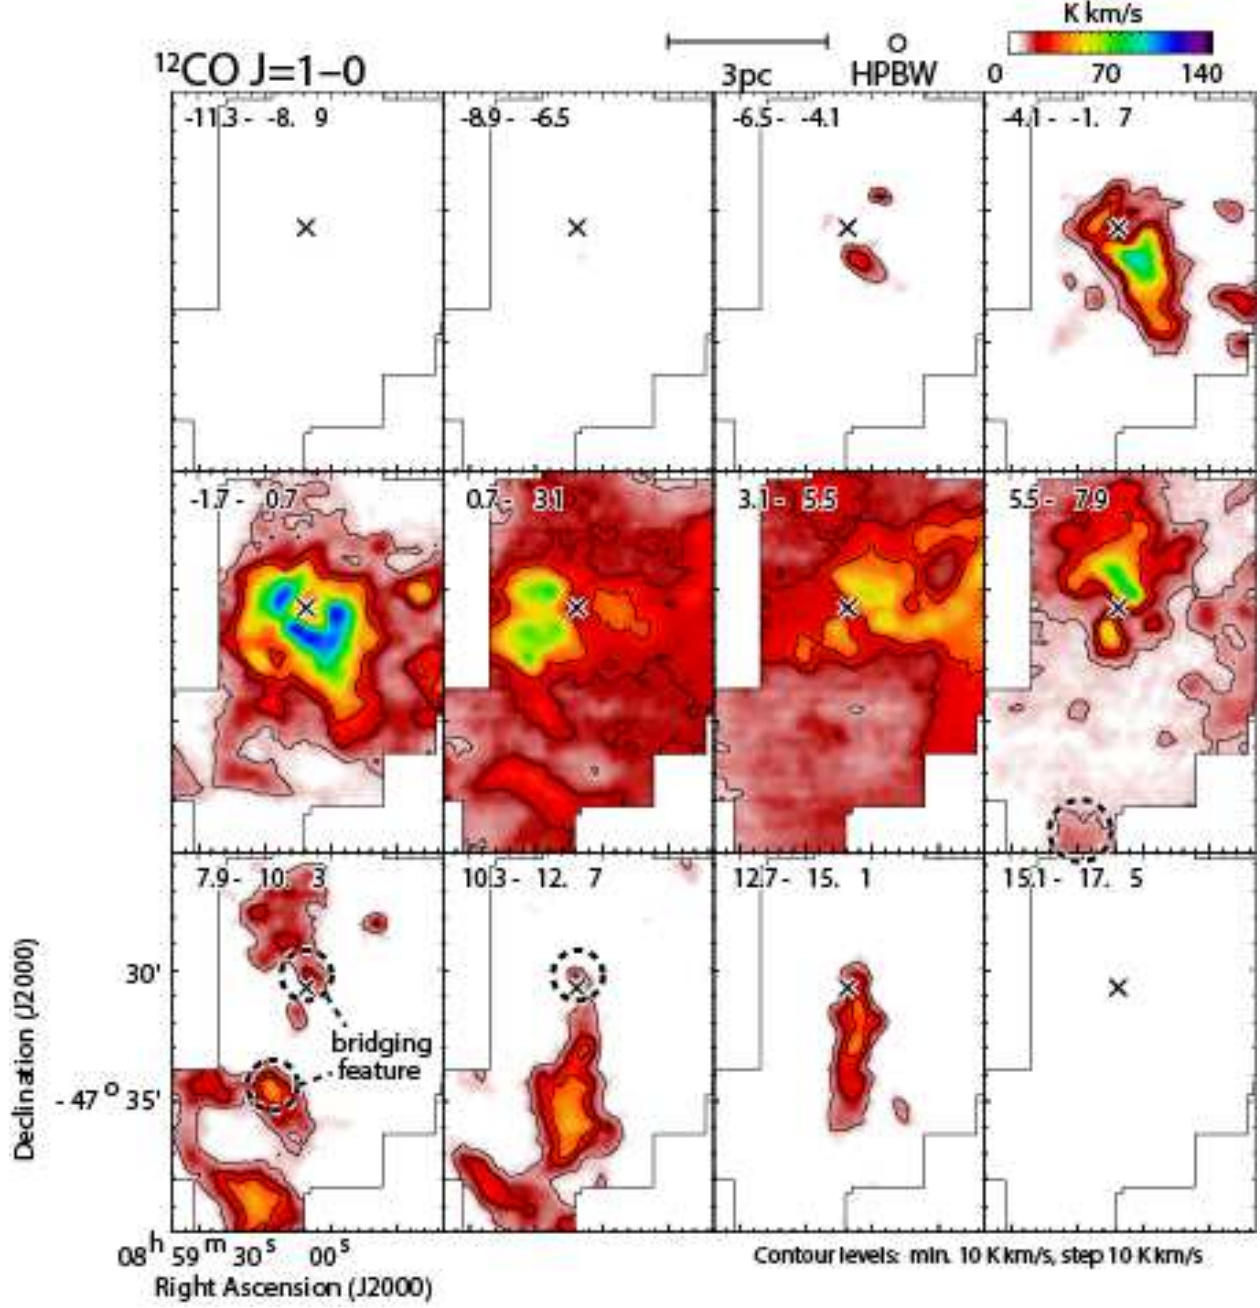 K km/s
¹²CO J=1−0
3pc
HPBW
0 70 140
-11.3 - -8. 9
-8.9 - -6.5
-6.5 - -4.1
-4.1 - -1. 7
-1.7 - 0.7
0.7 - 3.1
3.1 - 5.5
5.5 - 7.9
7.9 - 10. 3
10.3 - 12. 7
12.7 - 15. 1
15.1 - 17. 5
bridging
feature
Declination (J2000)
30'
- 47° 35'
08ʰ 59ᵐ 30ˢ 00ˢ
Right Ascension (J2000)
Contour levels: min. 10 K km/s, step 10 K km/s